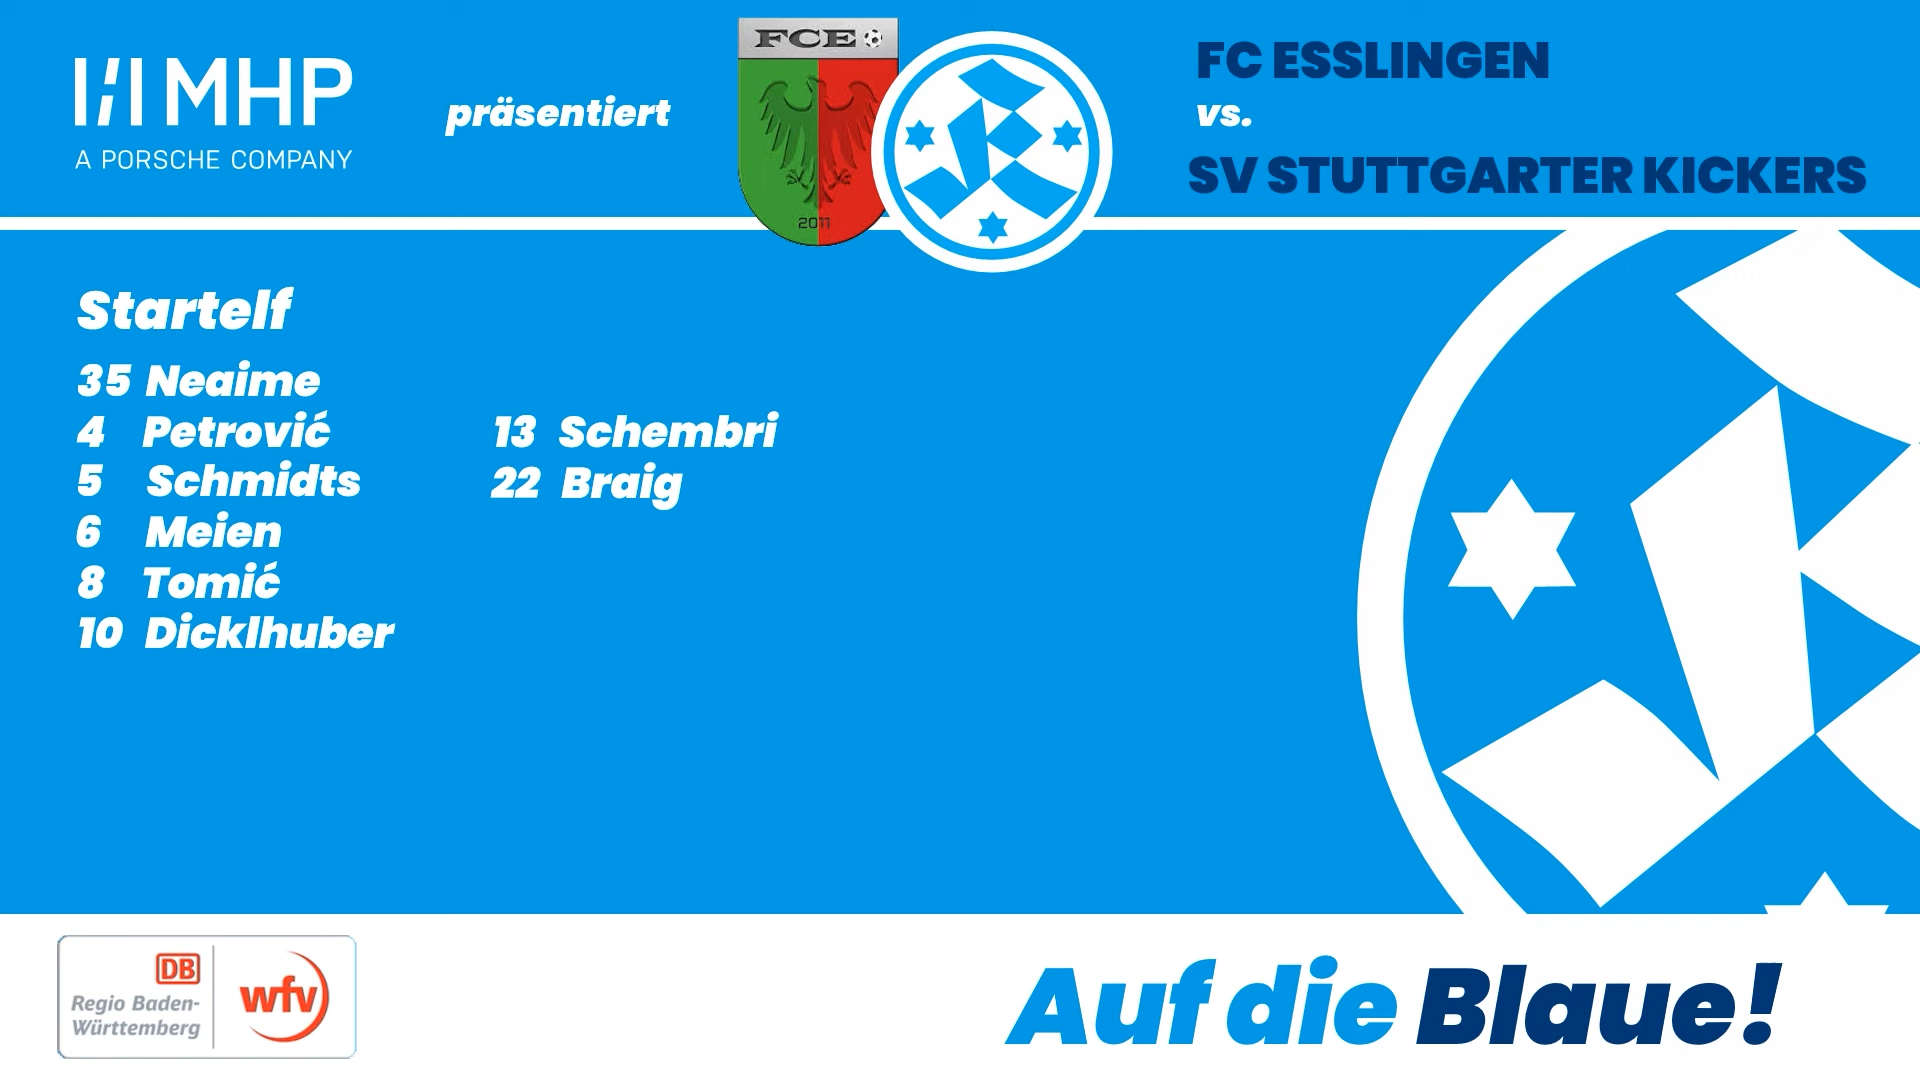 MHP
A PORSCHE COMPANY
präsentiert
FCE
2011
FC ESSLINGEN
vs.
SV STUTTGARTER KICKERS
Startelf
35 Neaime
4 Petrović
5 Schmidts
6 Meien
8 Tomić
10 Dicklhuber
13 Schembri
22 Braig
DB
Regio Baden-
Württemberg
wfv
Auf die Blaue!